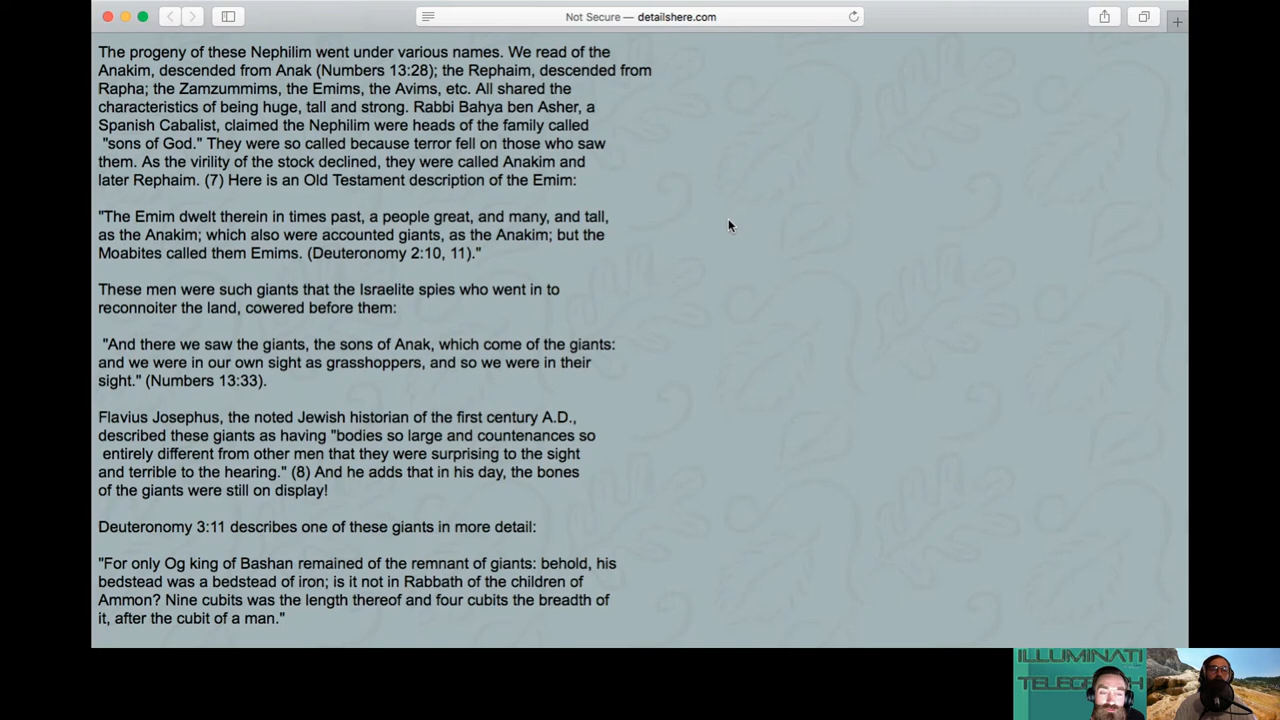 Not Secure — detailshere.com
The progeny of these Nephilim went under various names. We read of the
Anakim, descended from Anak (Numbers 13:28); the Rephaim, descended from
Rapha; the Zamzummims, the Emims, the Avims, etc. All shared the
characteristics of being huge, tall and strong. Rabbi Bahya ben Asher, a
Spanish Cabalist, claimed the Nephilim were heads of the family called
"sons of God." They were so called because terror fell on those who saw
them. As the virility of the stock declined, they were called Anakim and
later Rephaim. (7) Here is an Old Testament description of the Emim:
"The Emim dwelt therein in times past, a people great, and many, and tall,
as the Anakim; which also were accounted giants, as the Anakim; but the
Moabites called them Emims. (Deuteronomy 2:10, 11)."
These men were such giants that the Israelite spies who went in to
reconnoiter the land, cowered before them:
"And there we saw the giants, the sons of Anak, which come of the giants:
and we were in our own sight as grasshoppers, and so we were in their
sight." (Numbers 13:33).
Flavius Josephus, the noted Jewish historian of the first century A.D.,
described these giants as having "bodies so large and countenances so
entirely different from other men that they were surprising to the sight
and terrible to the hearing." (8) And he adds that in his day, the bones
of the giants were still on display!
Deuteronomy 3:11 describes one of these giants in more detail:
"For only Og king of Bashan remained of the remnant of giants: behold, his
bedstead was a bedstead of iron; is it not in Rabbath of the children of
Ammon? Nine cubits was the length thereof and four cubits the breadth of
it, after the cubit of a man."
ILLUMINATI